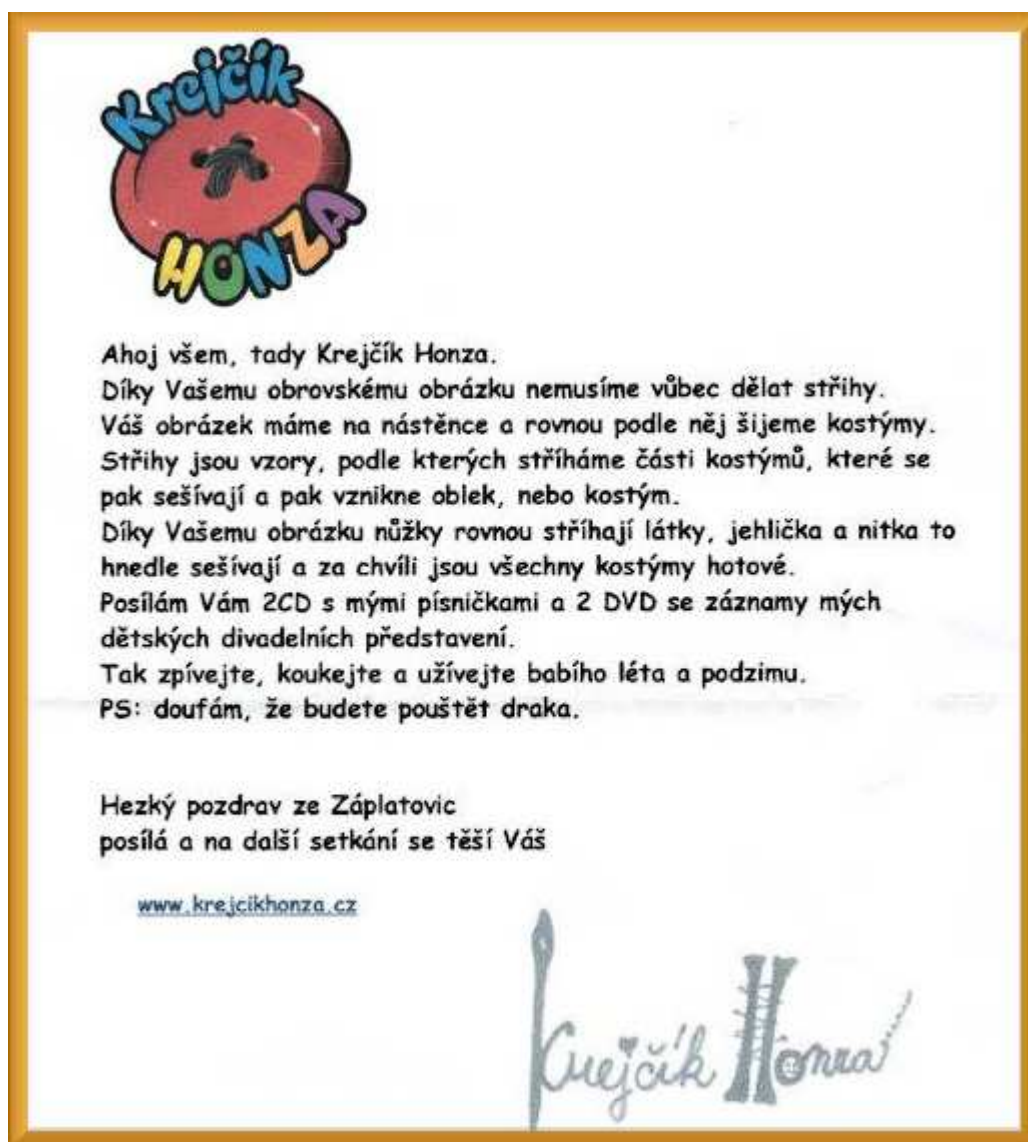 Krejčík
HONZA
Ahoj všem, tady Krejčík Honza.
Díky Vašemu obrovskému obrázku nemusíme vůbec dělat střihy.
Váš obrázek máme na nástěnce a rovnou podle něj šijeme kostýmy.
Střihy jsou vzory, podle kterých stříháme části kostýmů, které se
pak sešívají a pak vznikne oblek, nebo kostým.
Díky Vašemu obrázku nůžky rovnou stříhají látky, jehlička a nitka to
hnedle sešívají a za chvíli jsou všechny kostýmy hotové.
Posílám Vám 2CD s mými písničkami a 2 DVD se záznamy mých
dětských divadelních představení.
Tak zpívejte, koukejte a užívejte babího léta a podzimu.
PS: doufám, že budete pouštět draka.
Hezký pozdrav ze Záplatovic
posílá a na další setkání se těší Váš
www.krejcikhonza.cz
Krejčík Honza